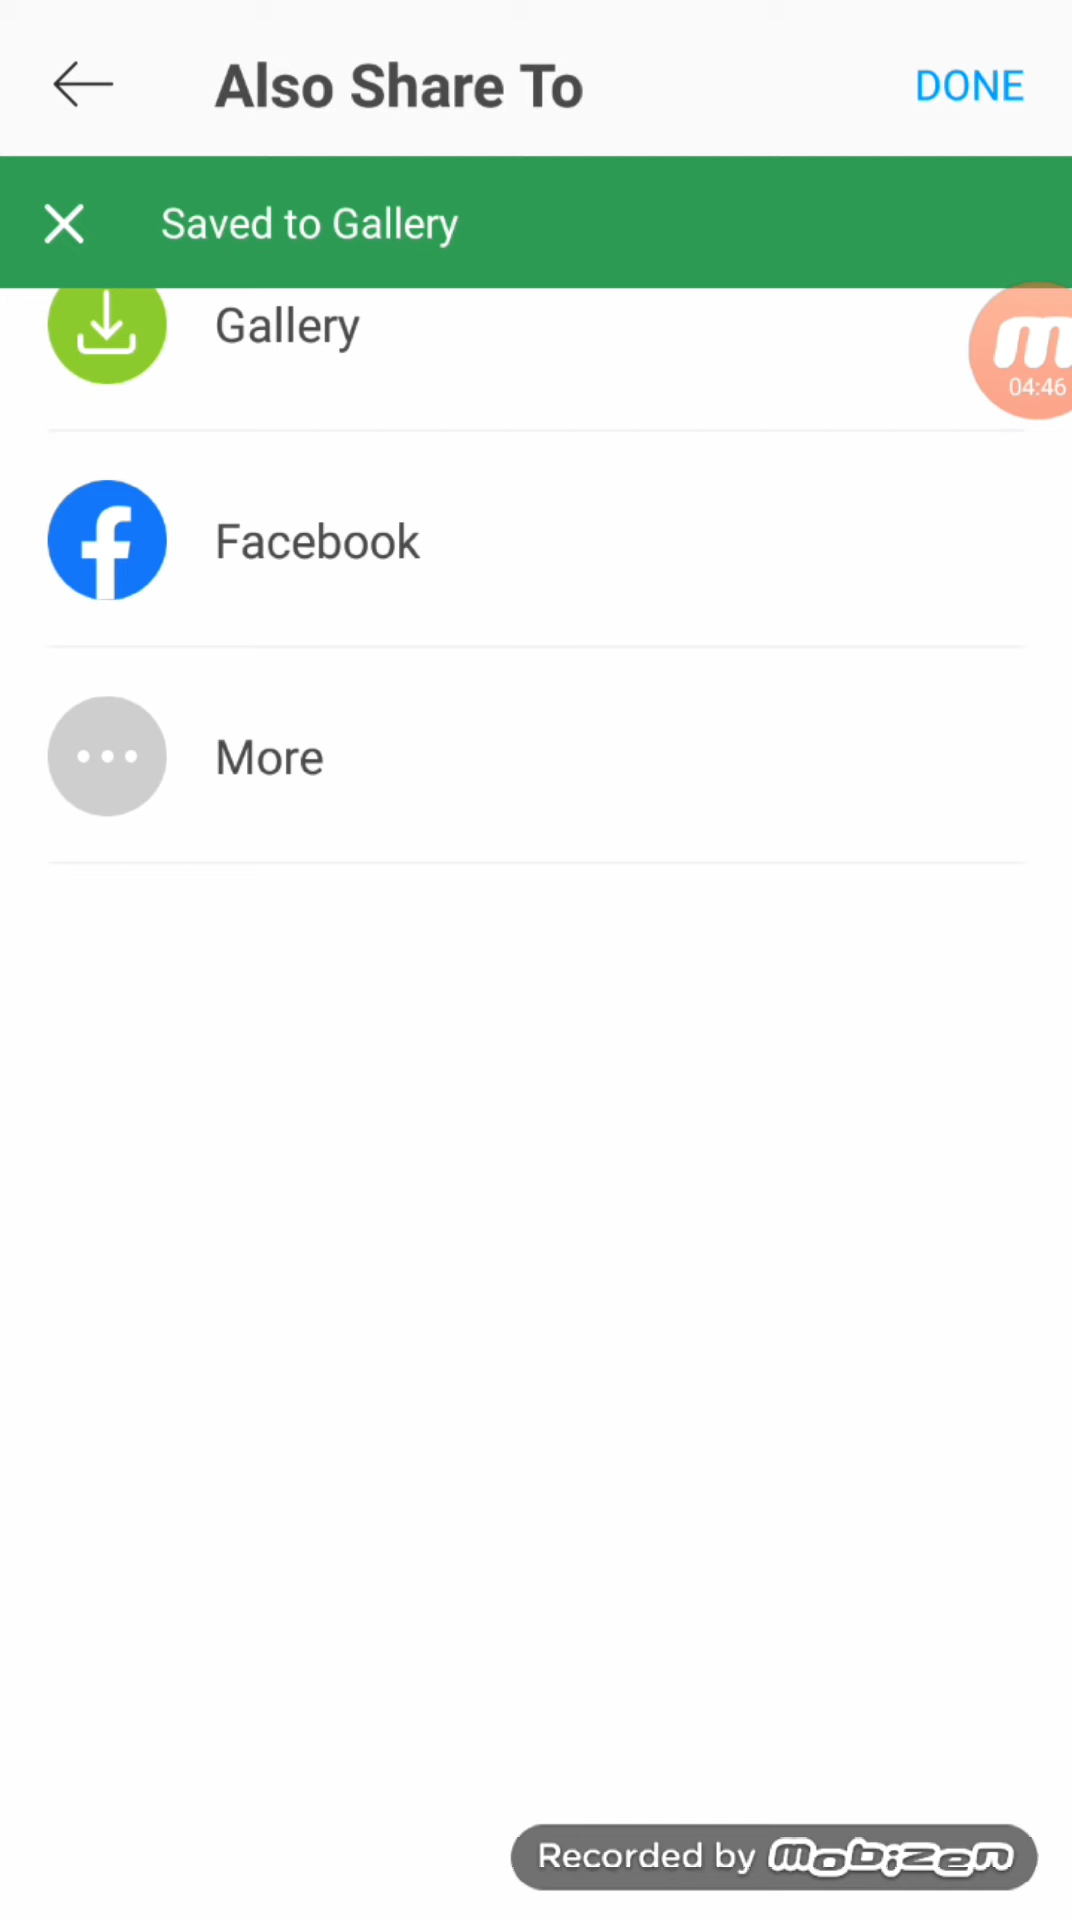 Also Share To
DONE
Saved to Gallery
Gallery
m
04:46
Facebook
More
Recorded by mobizen